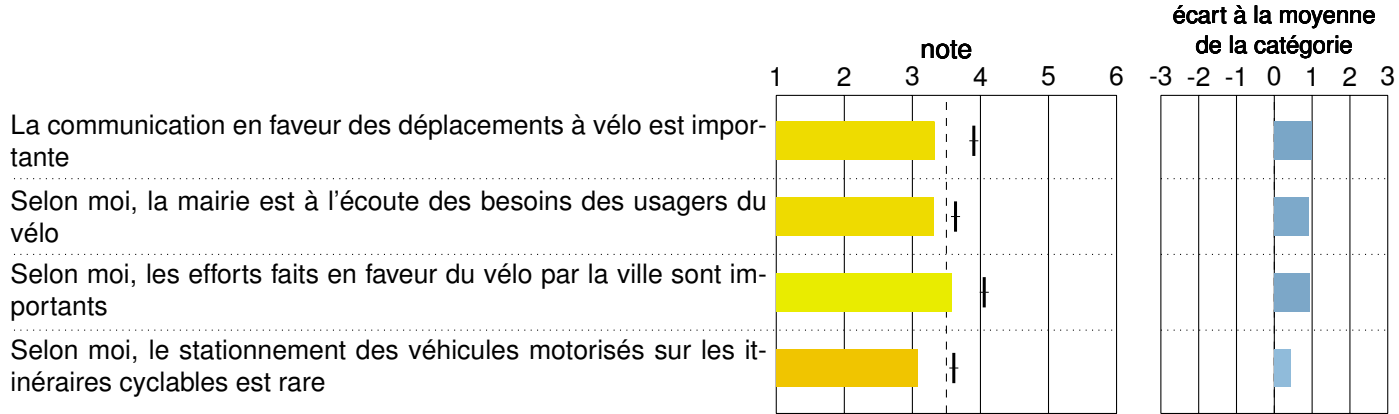 écart à la moyenne
de la catégorie
note
1 2 3 4 5 6
-3 -2 -1 0 1 2 3
La communication en faveur des déplacements à vélo est impor-
tante
Selon moi, la mairie est à l'écoute des besoins des usagers du
vélo
Selon moi, les efforts faits en faveur du vélo par la ville sont im-
portants
Selon moi, le stationnement des véhicules motorisés sur les it-
inéraires cyclables est rare